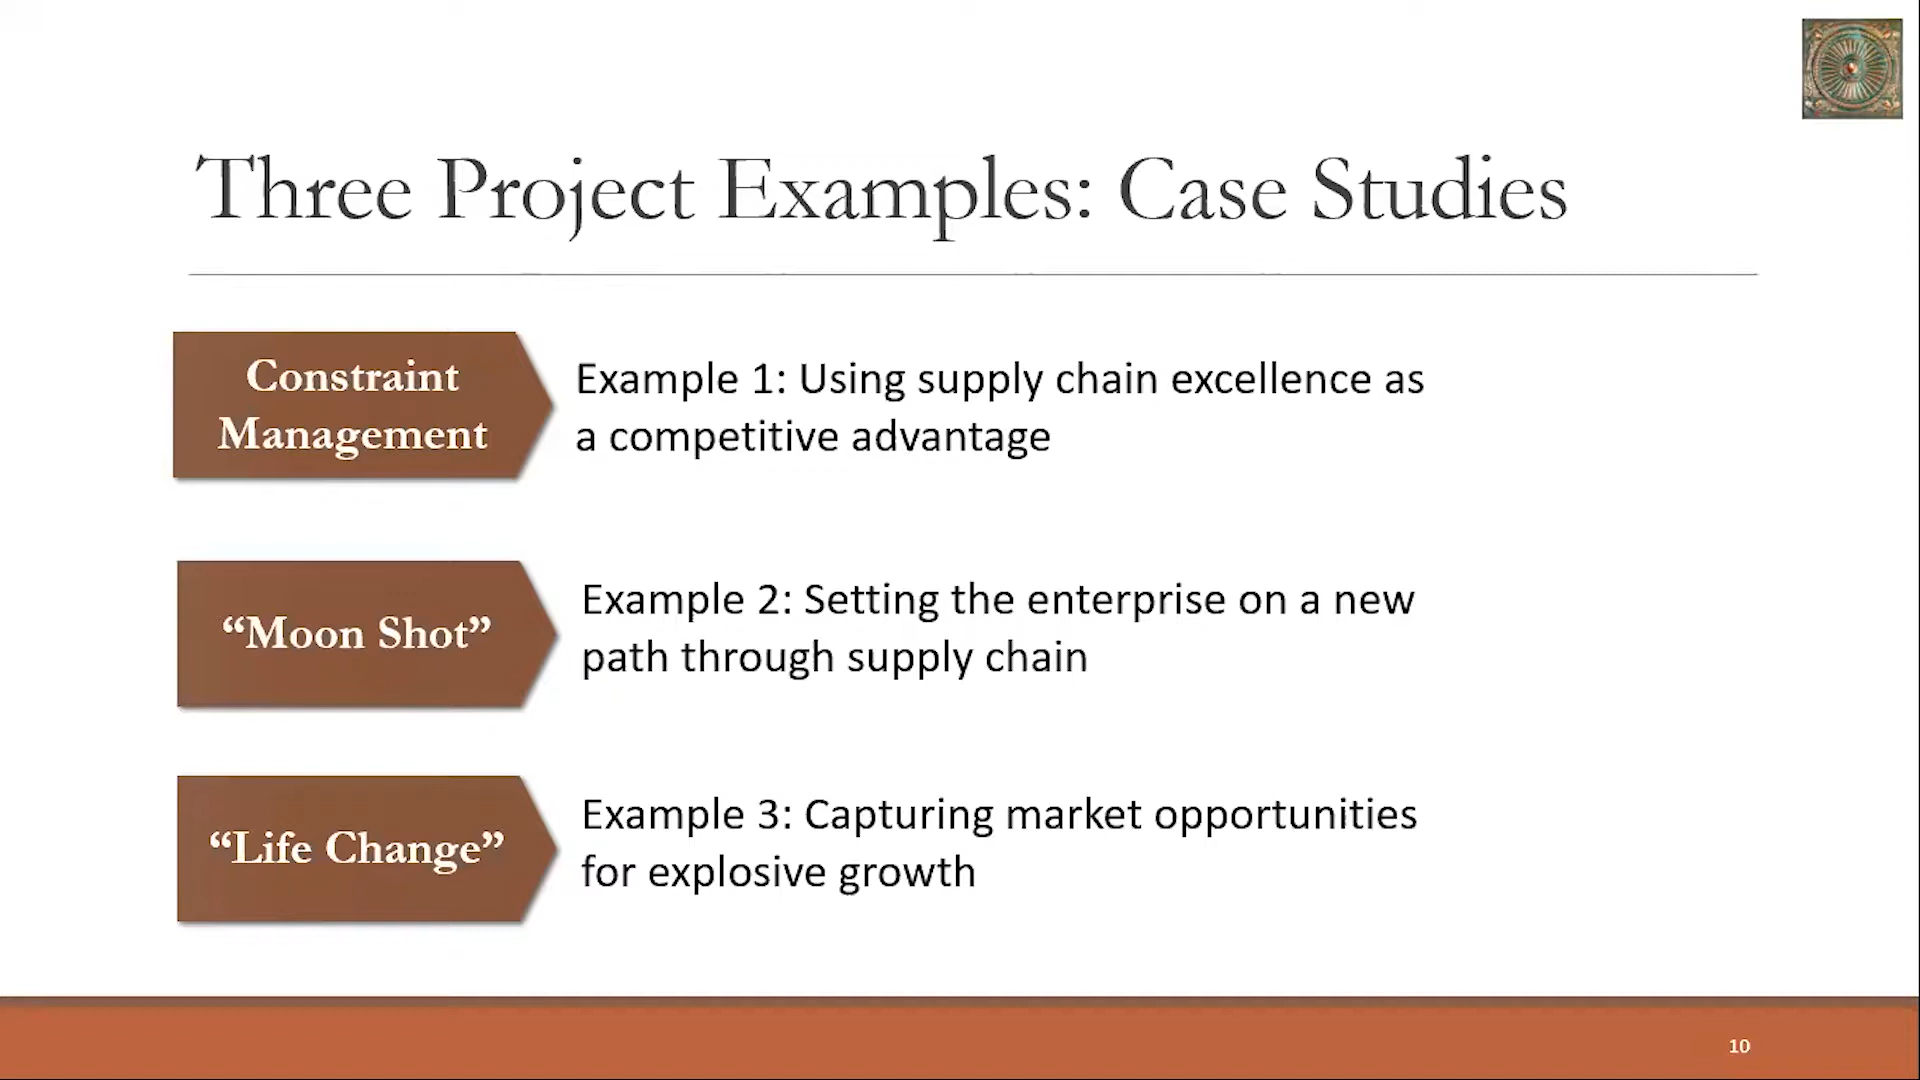 Three Project Examples: Case Studies
Constraint
Management
Example 1: Using supply chain excellence as
a competitive advantage
“Moon Shot”
Example 2: Setting the enterprise on a new
path through supply chain
“Life Change”
Example 3: Capturing market opportunities
for explosive growth
10